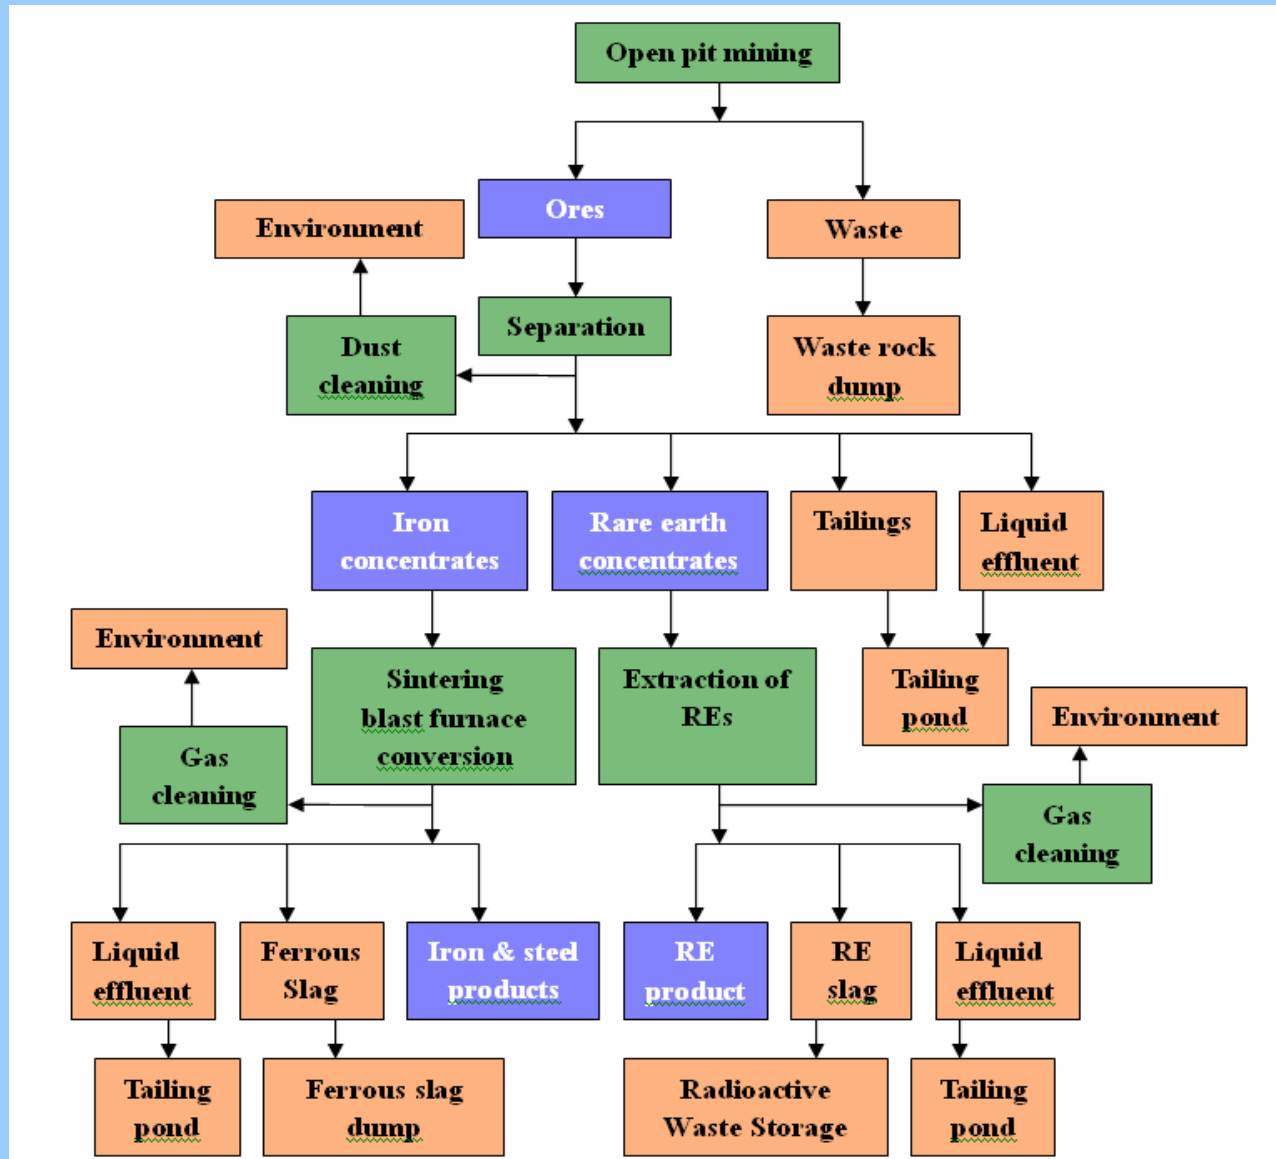 Open pit mining
Ores
Environment
Waste
Separation
Dust
cleaning
Waste rock
dump
Iron
concentrates
Rare earth
concentrates
Tailings
Liquid
effluent
Environment
Sintering
blast furnace
conversion
Extraction of
REs
Tailing
pond
Environment
Gas
cleaning
Gas
cleaning
Liquid
effluent
Ferrous
Slag
Iron & steel
products
RE
product
RE
slag
Liquid
effluent
Tailing
pond
Ferrous slag
dump
Radioactive
Waste Storage
Tailing
pond